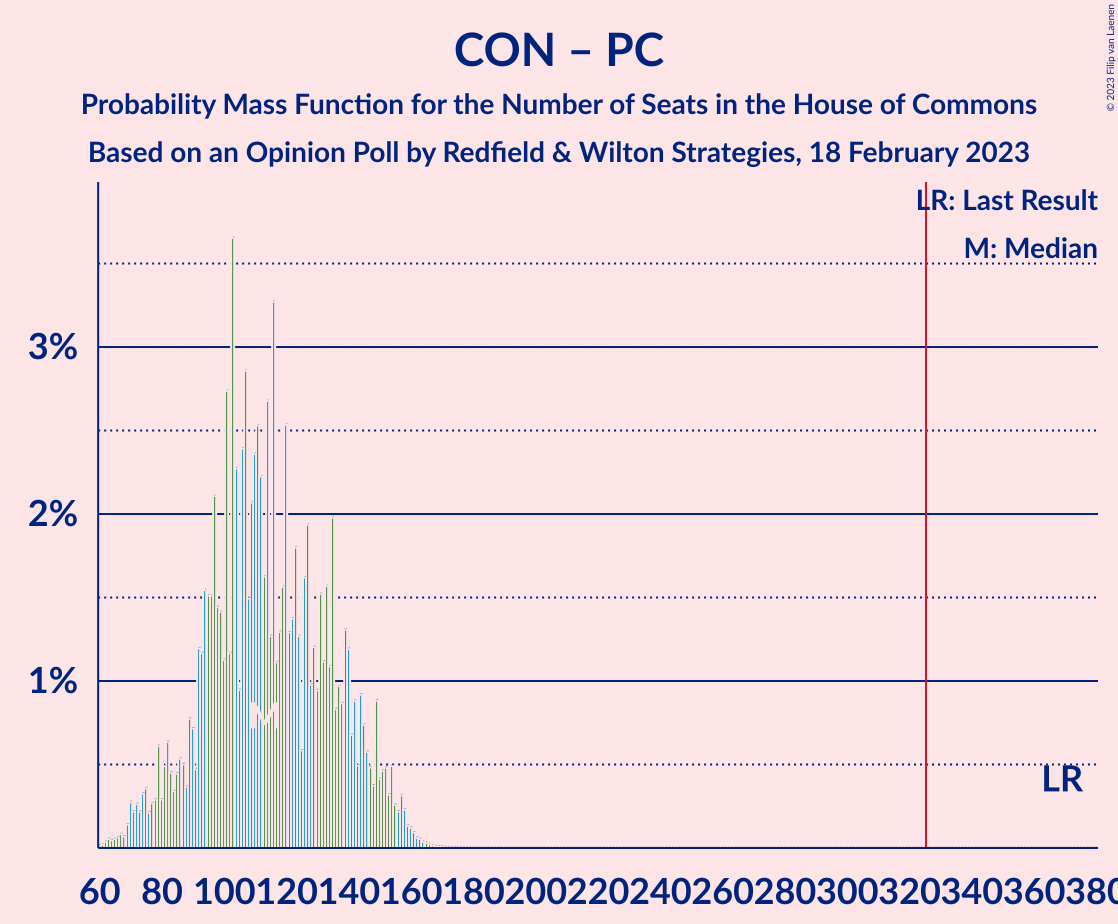 CON – PC
Probability Mass Function for the Number of Seats in the House of Commons
Based on an Opinion Poll by Redfield & Wilton Strategies, 18 February 2023
© 2023 Filip van Laenen
LR: Last Result
M: Median
3%
2%
1%
M
LR
60 80 100 120 140 160 180 200 220 240 260 280 300 320 340 360 380